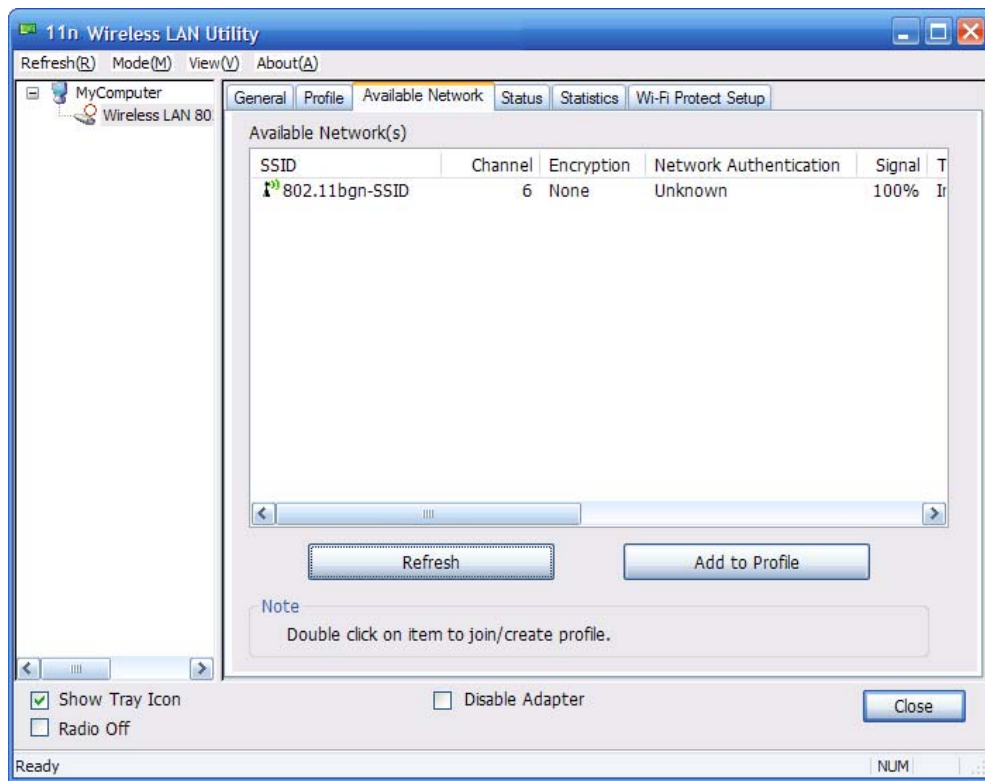 11n Wireless LAN Utility
Refresh(R) Mode(M) View(V) About(A)
MyComputer
Wireless LAN 80
General Profile Available Network Status Statistics Wi-Fi Protect Setup
Available Network(s)
SSID Channel Encryption Network Authentication Signal T
802.11bgn-SSID 6 None Unknown 100% In
Refresh Add to Profile
Note
Double click on item to join/create profile.
Show Tray Icon Disable Adapter Close
Radio Off
Ready NUM